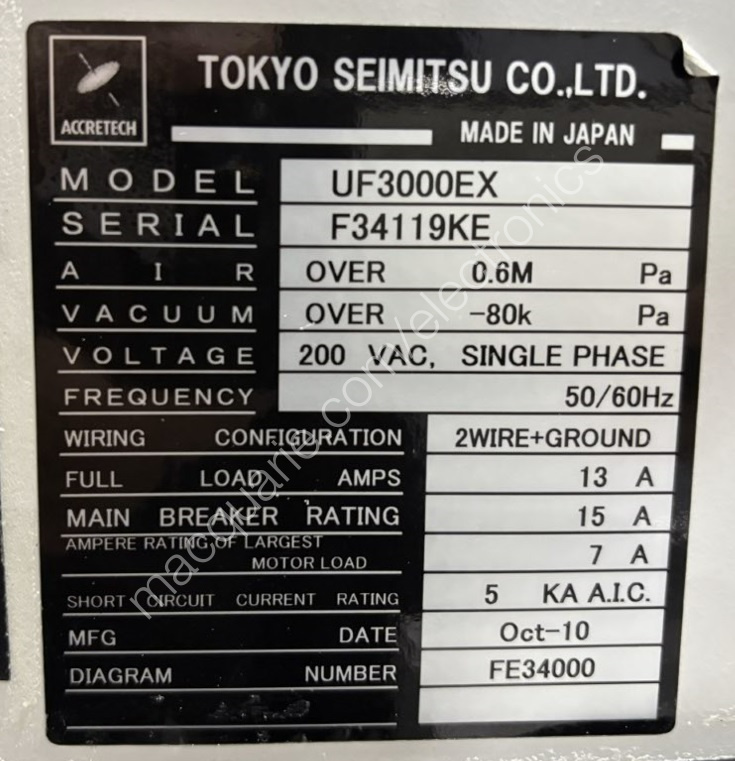 ACCRETECH
TOKYO SEIMITSU CO.,LTD.
MADE IN JAPAN
MODEL UF3000EX
SERIAL F34119KE
AIR OVER 0.6M Pa
VACUUM OVER -80k Pa
VOLTAGE 200 VAC, SINGLE PHASE
FREQUENCY 50/60Hz
WIRING CONFIGURATION 2WIRE+GROUND
FULL LOAD AMPS 13 A
MAIN BREAKER RATING 15 A
AMPERE RATING OF LARGEST
MOTOR LOAD 7 A
SHORT CIRCUIT CURRENT RATING 5 KA A.I.C.
MFG DATE Oct-10
DIAGRAM NUMBER FE34000
macquarie.com/electronics